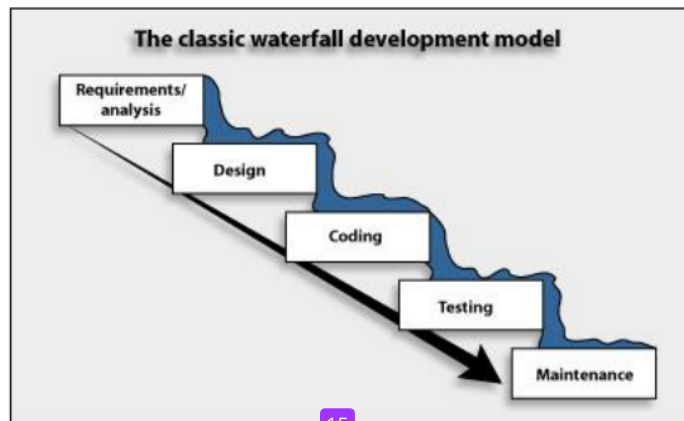 The classic waterfall development model
Requirements/
analysis
Design
Coding
Testing
Maintenance